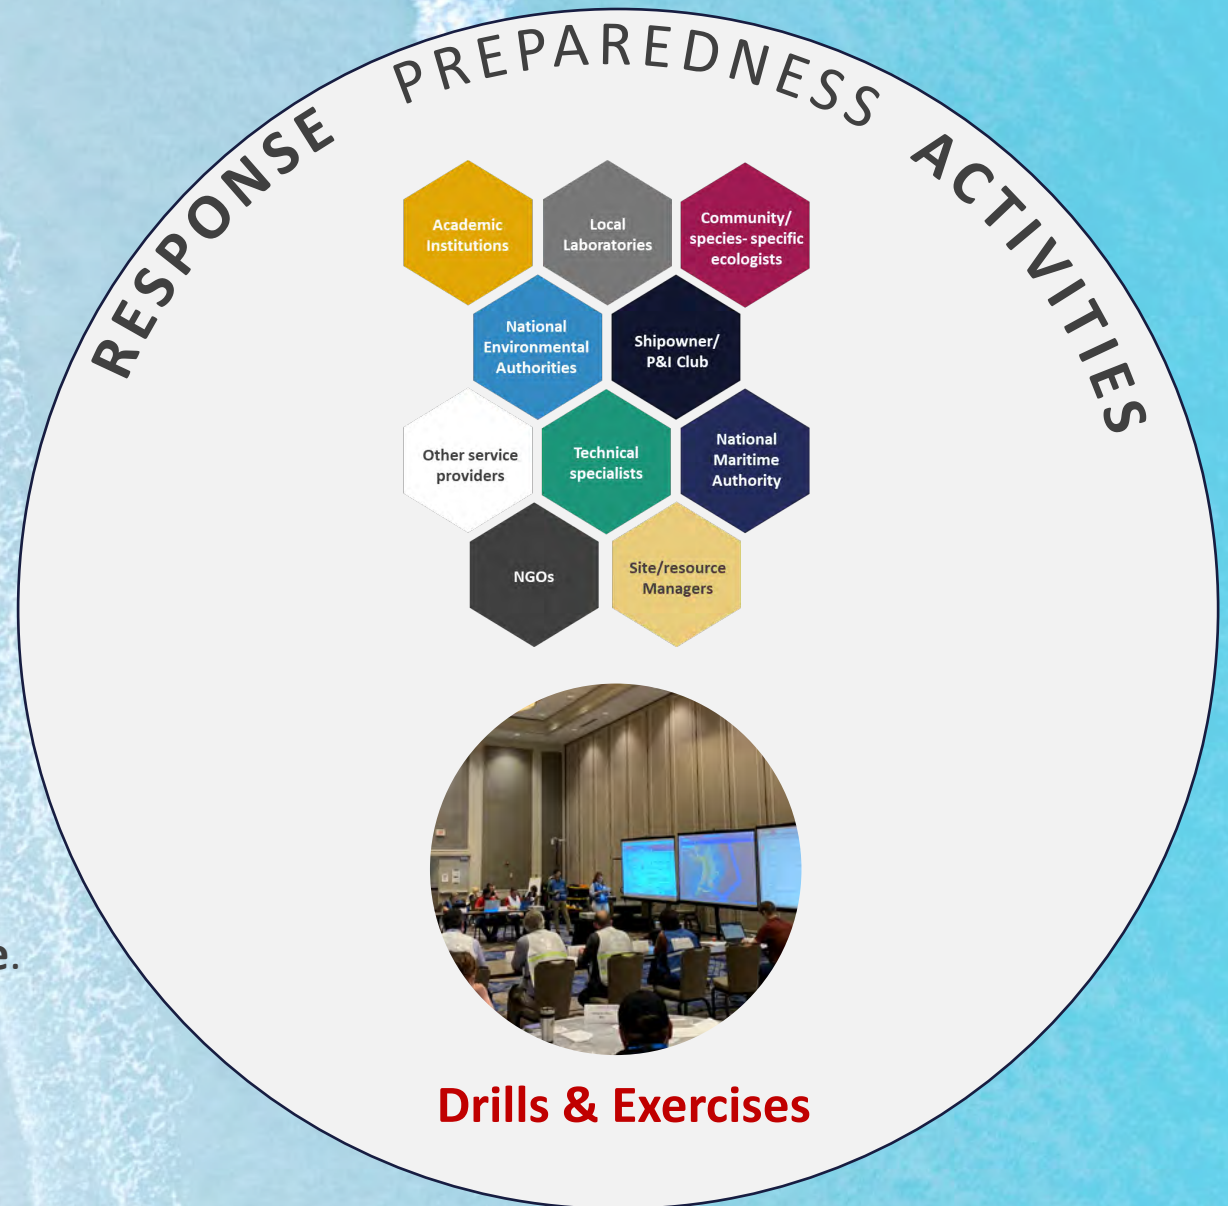 RESPONSE PREPAREDNESS ACTIVITIES
Academic
Institutions
Local
Laboratories
Community/
species- specific
ecologists
National
Environmental
Authorities
Shipowner/
P&I Club
Other service
providers
Technical
specialists
National
Maritime
Authority
NGOs
Site/resource
Managers
e.
Drills & Exercises